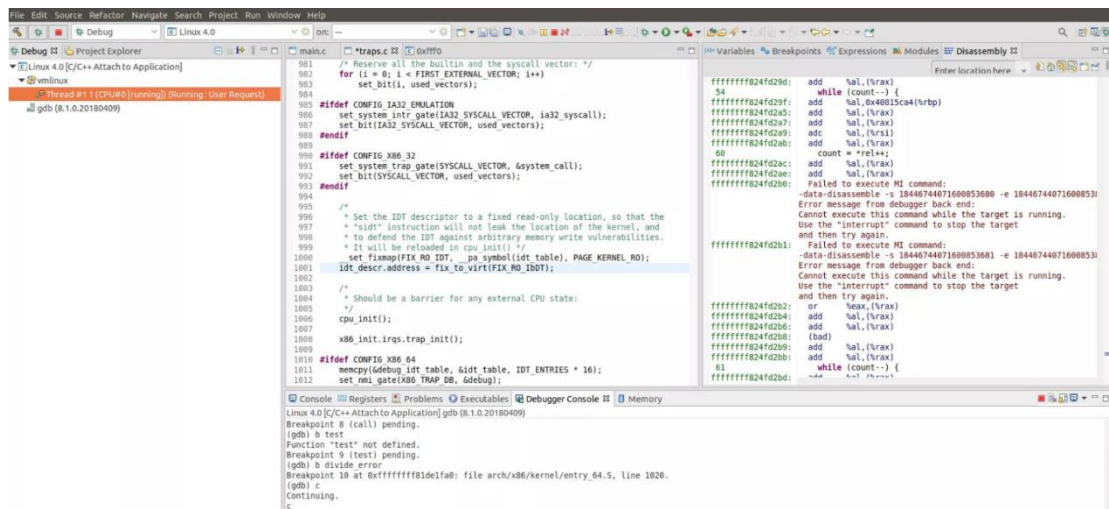 File Edit Source Refactor Navigate Search Project Run Window Help
Debug Linux 4.0 on: —
Debug Project Explorer
Linux 4.0 [C/C++ Attach to Application]
vmlinux
Thread #1 1 (CPU#0 [running]) (Running : User Request)
gdb (8.1.0.20180409)
main.c *traps.c 0xfff0
981 /* Reserve all the builtin and the syscall vector: */
982 for (i = 0; i < FIRST_EXTERNAL_VECTOR; i++)
983 set_bit(i, used_vectors);
984
985 #ifdef CONFIG_IA32_EMULATION
986 set_system_intr_gate(IA32_SYSCALL_VECTOR, ia32_syscall);
987 set_bit(IA32_SYSCALL_VECTOR, used_vectors);
988 #endif
989
990 #ifdef CONFIG_X86_32
991 set_system_trap_gate(SYSCALL_VECTOR, &system_call);
992 set_bit(SYSCALL_VECTOR, used_vectors);
993 #endif
994
995 /*
996 * Set the IDT descriptor to a fixed read-only location, so that the
997 * "sidt" instruction will not leak the location of the kernel, and
998 * to defend the IDT against arbitrary memory write vulnerabilities.
999 * It will be reloaded in cpu_init() */
1000 __set_fixmap(FIX_RO_IDT, __pa_symbol(idt_table), PAGE_KERNEL_RO);
1001 idt_descr.address = fix_to_virt(FIX_RO_IbDT);
1002
1003 /*
1004 * Should be a barrier for any external CPU state:
1005 */
1006 cpu_init();
1007
1008 x86_init.irqs.trap_init();
1009
1010 #ifdef CONFIG_X86_64
1011 memcpy(&debug_idt_table, &idt_table, IDT_ENTRIES * 16);
1012 set_nmi_gate(X86_TRAP_DB, &debug);
Variables Breakpoints Expressions Modules Disassembly
Enter location here
ffffffff824fd29d: add %al,(%rax)
54 while (count--) {
ffffffff824fd29f: add %al,0x40815ca4(%rbp)
ffffffff824fd2a5: add %al,(%rax)
ffffffff824fd2a7: add %al,(%rax)
ffffffff824fd2a9: adc %al,(%rsi)
ffffffff824fd2ab: add %al,(%rax)
60 count = *rel++;
ffffffff824fd2ac: add %al,(%rax)
ffffffff824fd2ae: add %al,(%rax)
ffffffff824fd2b0: Failed to execute MI command:
-data-disassemble -s 18446744071600853680 -e 1844674407160085
Error message from debugger back end:
Cannot execute this command while the target is running.
Use the "interrupt" command to stop the target
and then try again.
ffffffff824fd2b1: Failed to execute MI command:
-data-disassemble -s 18446744071600853681 -e 1844674407160085
Error message from debugger back end:
Cannot execute this command while the target is running.
Use the "interrupt" command to stop the target
and then try again.
ffffffff824fd2b2: or %eax,(%rax)
ffffffff824fd2b4: add %al,(%rax)
ffffffff824fd2b6: add %al,(%rax)
ffffffff824fd2b8: (bad)
ffffffff824fd2b9: add %al,(%rax)
ffffffff824fd2bb: add %al,(%rax)
61 while (count--) {
ffffffff824fd2bd: add %al,(%rax)
Console Registers Problems Executables Debugger Console Memory
Linux 4.0 [C/C++ Attach to Application] gdb (8.1.0.20180409)
Breakpoint 8 (call) pending.
(gdb) b test
Function "test" not defined.
Breakpoint 9 (test) pending.
(gdb) b divide_error
Breakpoint 10 at 0xffffffff81de1fa0: file arch/x86/kernel/entry_64.S, line 1020.
(gdb) c
Continuing.
c